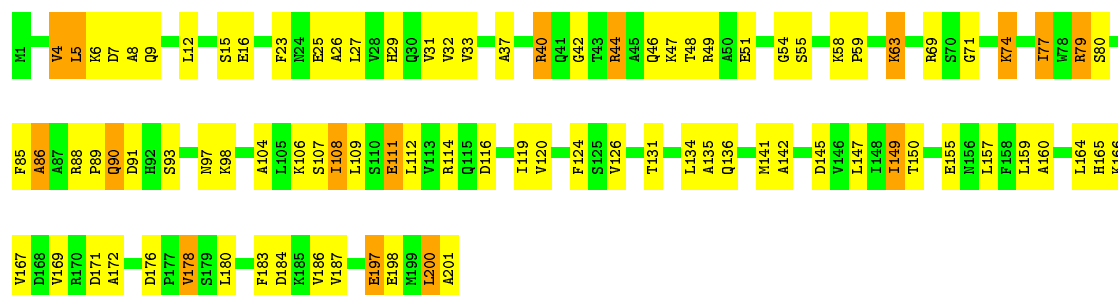 M1 V4 L5 K6 D7 A8 Q9 L12 S15 E16 F23 N24 E25 A26 L27 V28 H29 Q30 V31 V32 V33 A37 R40 Q41 G42 T43 R44 A45 Q46 K47 T48 R49 A50 E51 G54 S55 K58 P59 K63 R69 S70 G71 K74 I77 W78 R79 S80
F85 A86 A87 R88 P89 Q90 D91 H92 S93 N97 K98 A104 L105 K106 S107 I108 L109 S110 E111 L112 V113 R114 Q115 D116 I119 V120 F124 S125 V126 T131 L134 A135 Q136 M141 A142 D145 V146 L147 I148 I149 T150 E155 N156 L157 F158 L159 A160 L164 H165 K166
V167 D168 V169 R170 D171 A172 D176 P177 V178 S179 L180 F183 D184 K185 V186 V187 E197 E198 M199 L200 A201